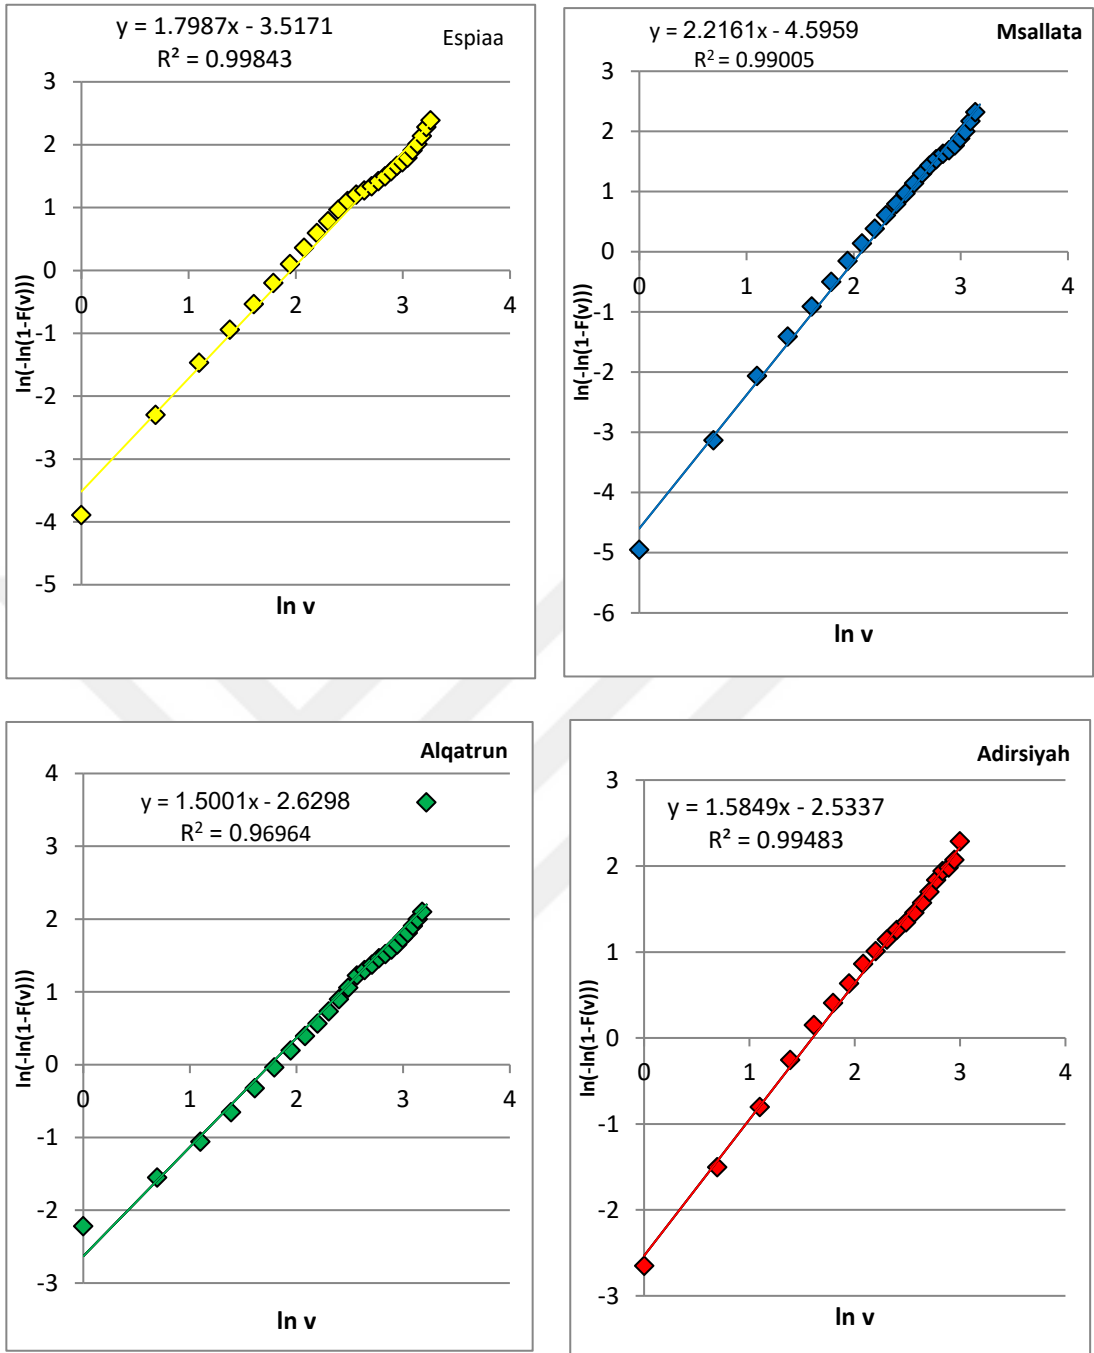 y = 1.7987x - 3.5171
R² = 0.99843
Espiaa
3
2
1
0
-1
-2
-3
-4
-5
0 1 2 3 4
ln(-ln(1-F(v)))
ln v
y = 2.2161x - 4.5959
R² = 0.99005
Msallata
3
2
1
0
-1
-2
-3
-4
-5
-6
0 1 2 3 4
ln(-ln(1-F(v)))
ln v
Alqatrun
y = 1.5001x - 2.6298
R² = 0.96964
4
3
2
1
0
-1
-2
-3
0 1 2 3 4
ln(-ln(1-F(v)))
ln v
Adirsiyah
y = 1.5849x - 2.5337
R² = 0.99483
3
2
1
0
-1
-2
-3
0 1 2 3 4
ln(-ln(1-F(v)))
ln v